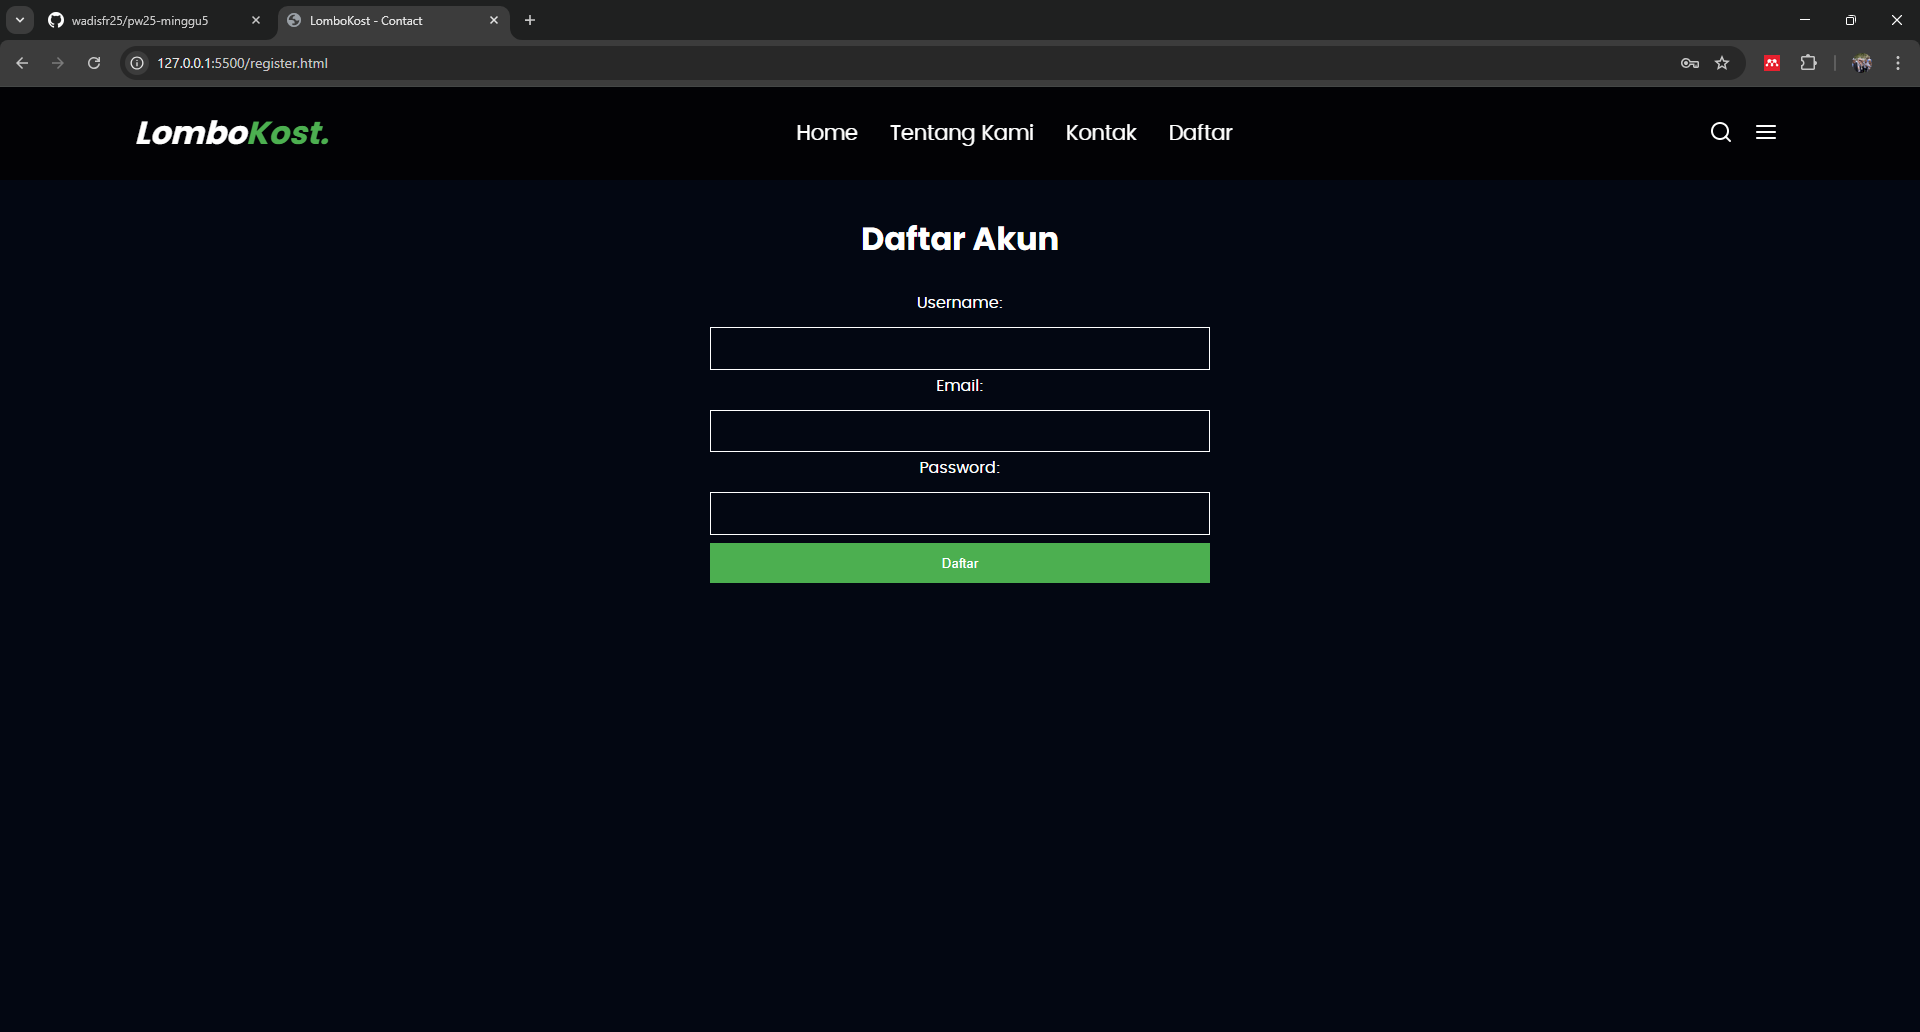 wadisfr25/pw25-minggu5
LomboKost - Contact
127.0.0.1:5500/register.html
LomboKost.
Home
Tentang Kami
Kontak
Daftar
Daftar Akun
Username:
Email:
Password:
Daftar